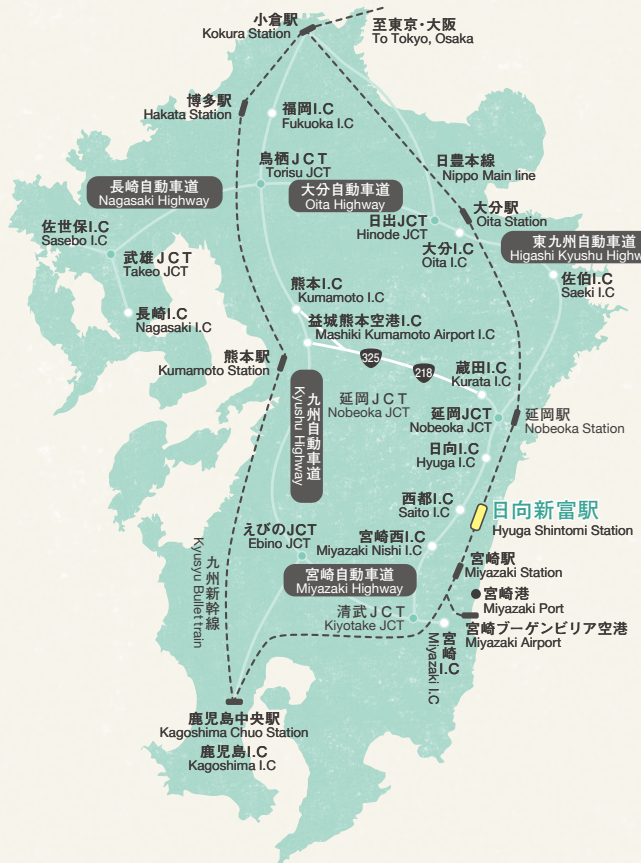 小倉駅
Kokura Station
至東京・大阪
To Tokyo, Osaka
博多駅
Hakata Station
福岡I.C
Fukuoka I.C
鳥栖JCT
Torisu JCT
日豊本線
Nippo Main line
長崎自動車道
Nagasaki Highway
大分自動車道
Oita Highway
大分駅
Oita Station
佐世保I.C
Sasebo I.C
日出JCT
Hinode JCT
武雄JCT
Takeo JCT
大分I.C
Oita I.C
東九州自動車道
Higashi Kyushu Highw
佐伯I.C
Saeki I.C
熊本I.C
Kumamoto I.C
長崎I.C
Nagasaki I.C
益城熊本空港I.C
Mashiki Kumamoto Airport I.C
熊本駅
Kumamoto Station
325
218
蔵田I.C
Kurata I.C
九州自動車道
Kyushu Highway
延岡JCT
Nobeoka JCT
延岡JCT
Nobeoka JCT
延岡駅
Nobeoka Station
日向I.C
Hyuga I.C
西都I.C
Saito I.C
日向新富駅
Hyuga Shintomi Station
えびのJCT
Ebino JCT
宮崎西I.C
Miyazaki Nishi I.C
九州新幹線
Kyusyu Bullet train
宮崎駅
Miyazaki Station
宮崎自動車道
Miyazaki Highway
宮崎港
Miyazaki Port
清武JCT
Kiyotake JCT
宮崎ブーゲンビリア空港
Miyazaki Airport
宮崎I.C
Miyazaki I.C
鹿児島中央駅
Kagoshima Chuo Station
鹿児島I.C
Kagoshima I.C